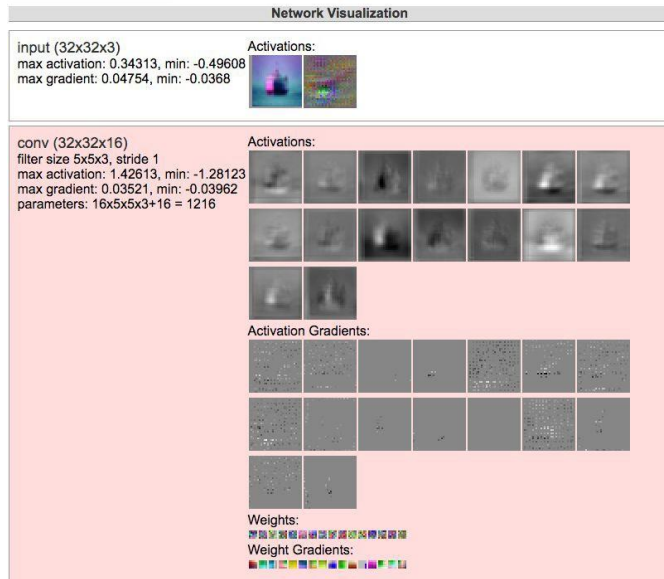 Network Visualization
input (32x32x3)
max activation: 0.34313, min: -0.49608
max gradient: 0.04754, min: -0.0368
Activations:
conv (32x32x16)
filter size 5x5x3, stride 1
max activation: 1.42613, min: -1.28123
max gradient: 0.03521, min: -0.03962
parameters: 16x5x5x3+16 = 1216
Activations:
Activation Gradients:
Weights:
Weight Gradients: